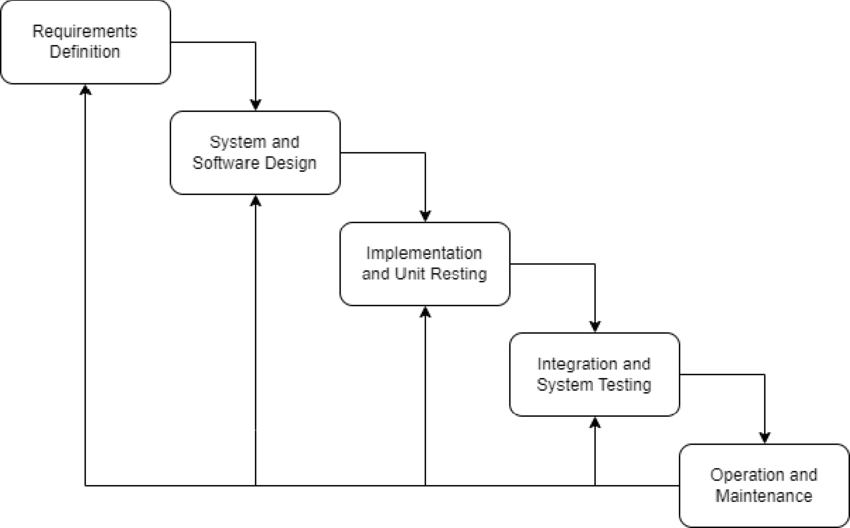 Requirements
Definition
System and
Software Design
Implementation
and Unit Resting
Integration and
System Testing
Operation and
Maintenance